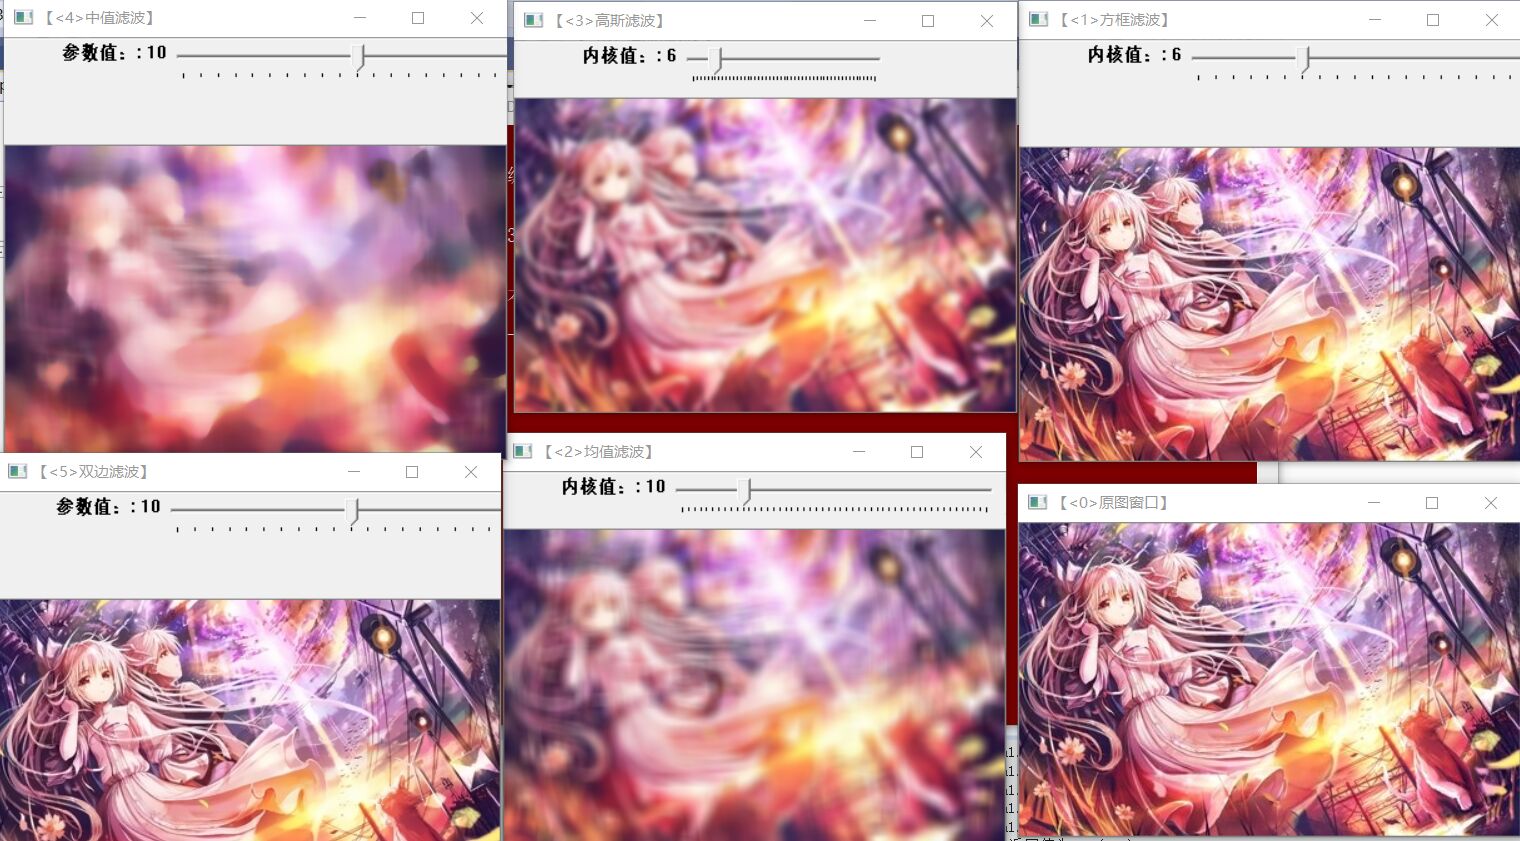 【<4>中值滤波】
参数值：: 10
【<3>高斯滤波】
内核值：: 6
【<1>方框滤波】
内核值：: 6
【<5>双边滤波】
参数值：: 10
【<2>均值滤波】
内核值：: 10
【<0>原图窗口】